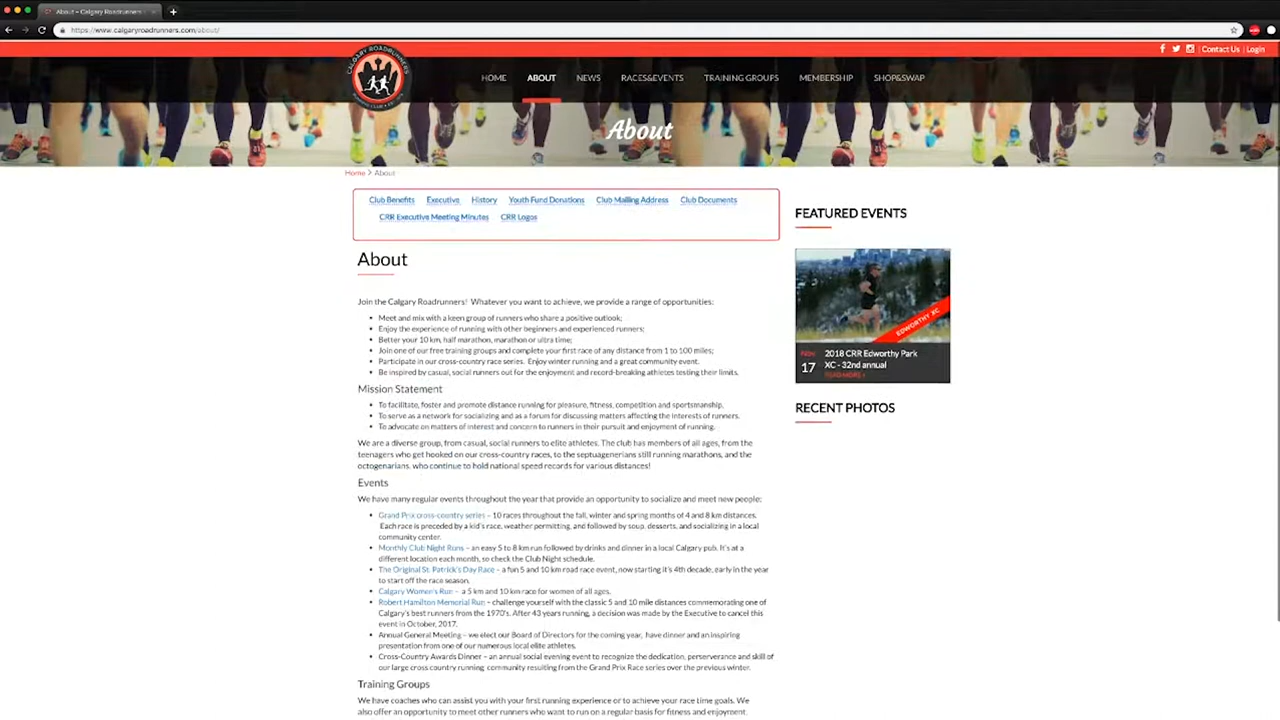 About – Calgary Roadrunners
https://www.calgaryroadrunners.com/about/
Contact Us | Login
CALGARY ROADRUNNERS
HOME ABOUT NEWS RACES&EVENTS TRAINING GROUPS MEMBERSHIP SHOP&SWAP
About
Home > About
Club Benefits Executive History Youth Fund Donations Club Mailing Address Club Documents
CRR Executive Meeting Minutes CRR Logos
About
Join the Calgary Roadrunners! Whatever you want to achieve, we provide a range of opportunities:
• Meet and mix with a keen group of runners who share a positive outlook;
• Enjoy the experience of running with other beginners and experienced runners;
• Better your 10 km, half marathon, marathon or ultra time;
• Join one of our free training groups and complete your first race of any distance from 1 to 100 miles;
• Participate in our cross-country race series. Enjoy winter running and a great community event.
• Be inspired by casual, social runners out for the enjoyment and record-breaking athletes testing their limits.
Mission Statement
• To facilitate, foster and promote distance running for pleasure, fitness, competition and sportsmanship.
• To serve as a network for socializing and as a forum for discussing matters affecting the interests of runners.
• To advocate on matters of interest and concern to runners in their pursuit and enjoyment of running.
We are a diverse group, from casual, social runners to elite athletes. The club has members of all ages, from the
teenagers who get hooked on our cross-country races, to the septuagenerians still running marathons, and the
octogenarians, who continue to hold national speed records for various distances!
Events
We have many regular events throughout the year that provide an opportunity to socialize and meet new people:
• Grand Prix cross-country series – 10 races throughout the fall, winter and spring months of 4 and 8 km distances.
Each race is preceded by a kid's race, weather permitting, and followed by soup, desserts, and socializing in a local
community center.
• Monthly Club Night Runs – an easy 5 to 8 km run followed by drinks and dinner in a local Calgary pub. It's at a
different location each month, so check the Club Night schedule.
• The Original St. Patrick's Day Race – a fun 5 and 10 km road race event, now starting it's 4th decade, early in the year
to start off the race season.
• Calgary Women's Run – a 5 km and 10 km race for women of all ages.
• Robert Hamilton Memorial Run – challenge yourself with the classic 5 and 10 mile distances commemorating one of
Calgary's best runners from the 1970's. After 43 years running, a decision was made by the Executive to cancel this
event in October, 2017.
• Annual General Meeting – we elect our Board of Directors for the coming year, have dinner and an inspiring
presentation from one of our numerous local elite athletes.
• Cross-Country Awards Dinner – an annual social evening event to recognize the dedication, perserverance and skill of
our large cross country running community resulting from the Grand Prix Race series over the previous winter.
Training Groups
We have coaches who can assist you with your first running experience or to achieve your race time goals. We
also offer an opportunity to meet other runners who want to run on a regular basis for fitness and enjoyment.
FEATURED EVENTS
EDWORTHY XC
Nov 17
2018 CRR Edworthy Park
XC - 32nd annual
READ MORE »
RECENT PHOTOS